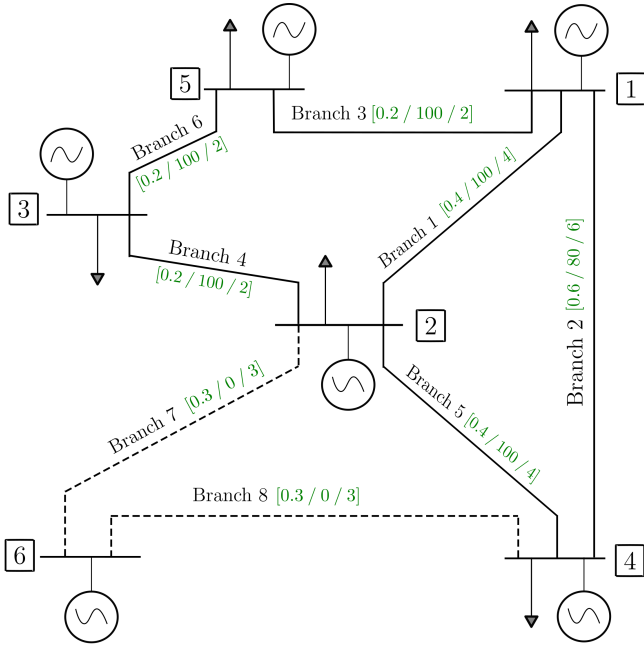 5
1
Branch 3 [0.2 / 100 / 2]
Branch 6
[0.2 / 100 / 2]
3
Branch 1 [0.4 / 100 / 4]
Branch 2 [0.6 / 80 / 6]
Branch 4
[0.2 / 100 / 2]
2
Branch 7 [0.3 / 0 / 3]
Branch 5 [0.4 / 100 / 4]
Branch 8 [0.3 / 0 / 3]
6
4